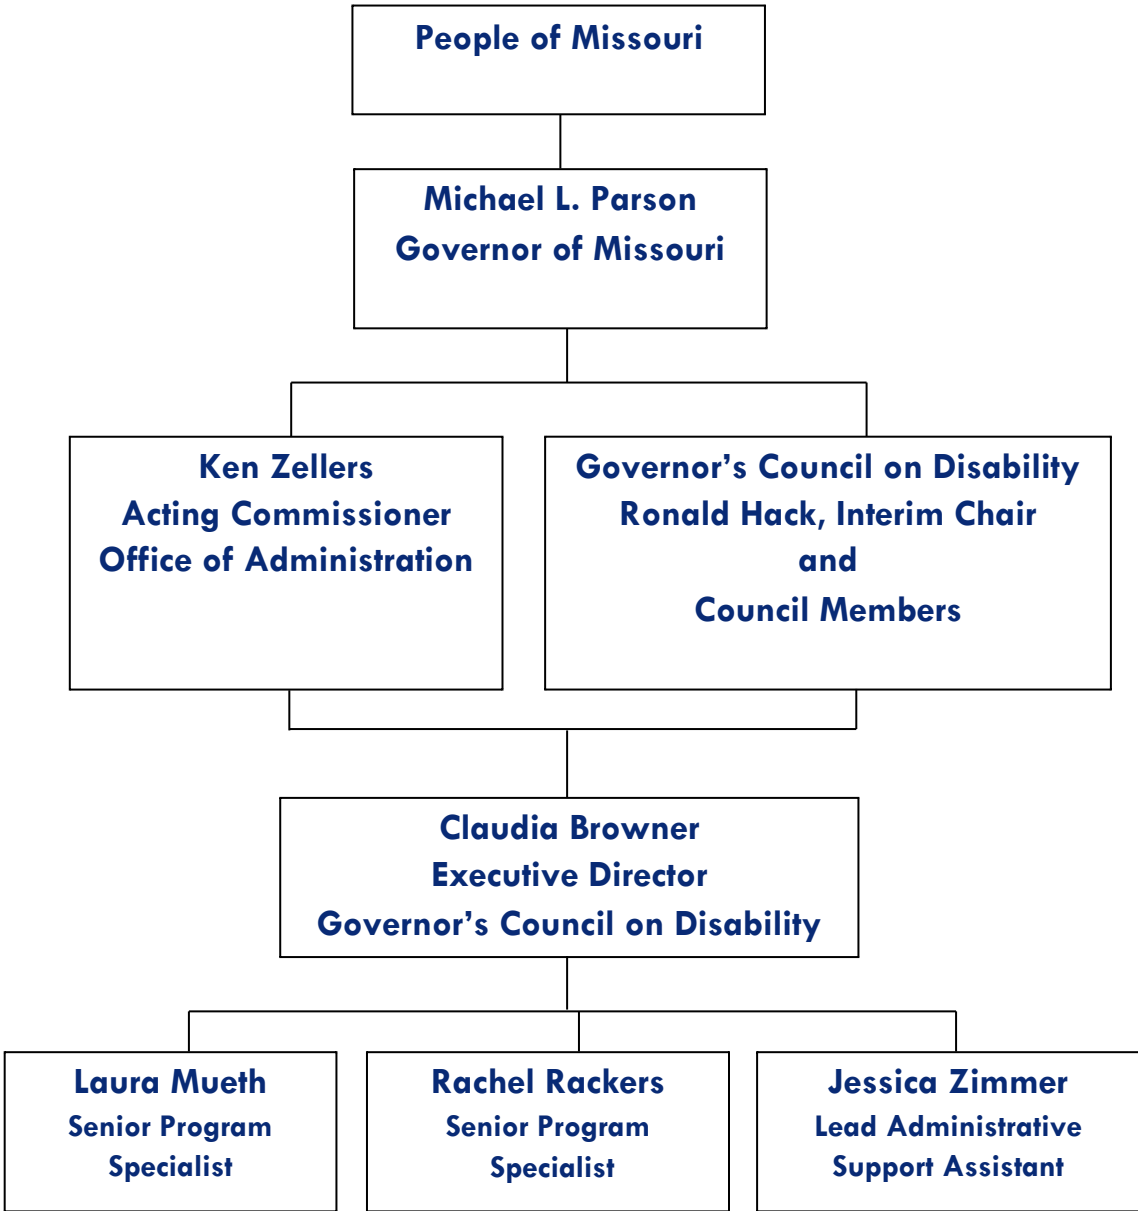 People of Missouri
Michael L. Parson
Governor of Missouri
Ken Zellers
Acting Commissioner
Office of Administration
Governor’s Council on Disability
Ronald Hack, Interim Chair
and
Council Members
Claudia Browner
Executive Director
Governor’s Council on Disability
Laura Mueth
Senior Program
Specialist
Rachel Rackers
Senior Program
Specialist
Jessica Zimmer
Lead Administrative
Support Assistant